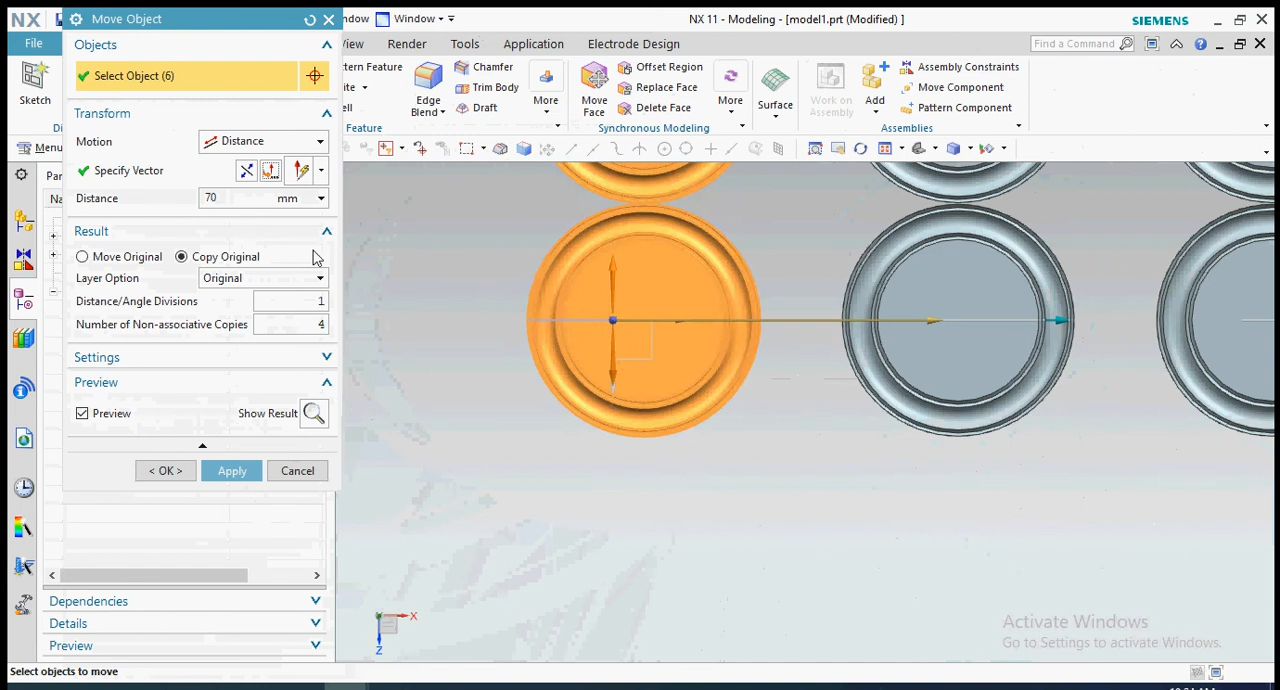 NX
Move Object
ndow
Window
NX 11 - Modeling - [model1.prt (Modified) ]
SIEMENS
File
Objects
iew
Render
Tools
Application
Electrode Design
Find a Command
Select Object (6)
Sketch
ttern Feature
Chamfer
Trim Body
Draft
Edge Blend
More
Move Face
Offset Region
Replace Face
Delete Face
More
Surface
Work on Assembly
Add
Assembly Constraints
Move Component
Pattern Component
Feature
Synchronous Modeling
Assemblies
Transform
Motion
Distance
Menu
Specify Vector
Par
Distance
70
mm
Na
Result
Move Original
Copy Original
Layer Option
Original
Distance/Angle Divisions
1
Number of Non-associative Copies
4
Settings
Preview
Preview
Show Result
< OK >
Apply
Cancel
Dependencies
Details
Preview
X
Z
Activate Windows
Go to Settings to activate Windows.
Select objects to move